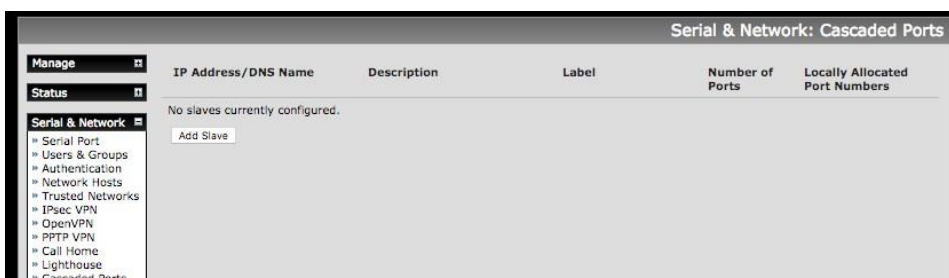 Serial & Network: Cascaded Ports
Manage
Status
Serial & Network
» Serial Port
» Users & Groups
» Authentication
» Network Hosts
» Trusted Networks
» IPsec VPN
» OpenVPN
» PPTP VPN
» Call Home
» Lighthouse
» Cascaded Ports
IP Address/DNS Name Description Label Number of Ports Locally Allocated Port Numbers
No slaves currently configured.
Add Slave